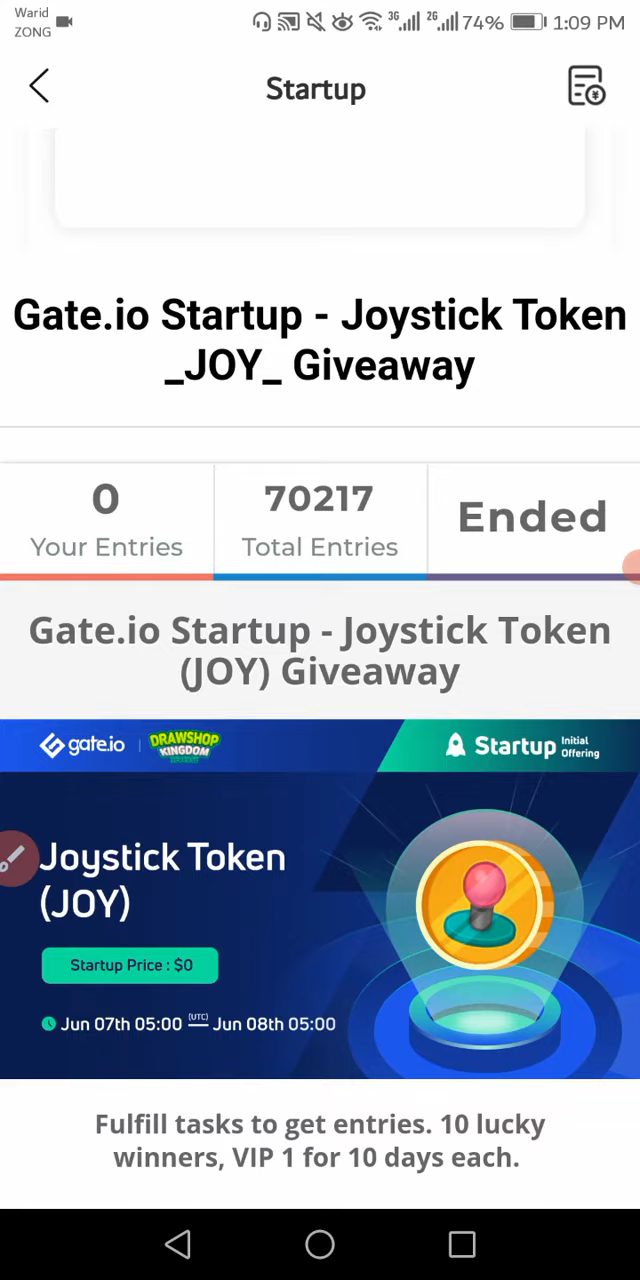 Warid
ZONG
3G 2G 74% 1:09 PM
Startup
Gate.io Startup - Joystick Token
_JOY_ Giveaway
0
Your Entries
70217
Total Entries
Ended
Gate.io Startup - Joystick Token
(JOY) Giveaway
gate.io
DRAWSHOP
KINGDOM
Startup Initial
Offering
Joystick Token
(JOY)
Startup Price : $0
Jun 07th 05:00 (UTC) Jun 08th 05:00
Fulfill tasks to get entries. 10 lucky
winners, VIP 1 for 10 days each.